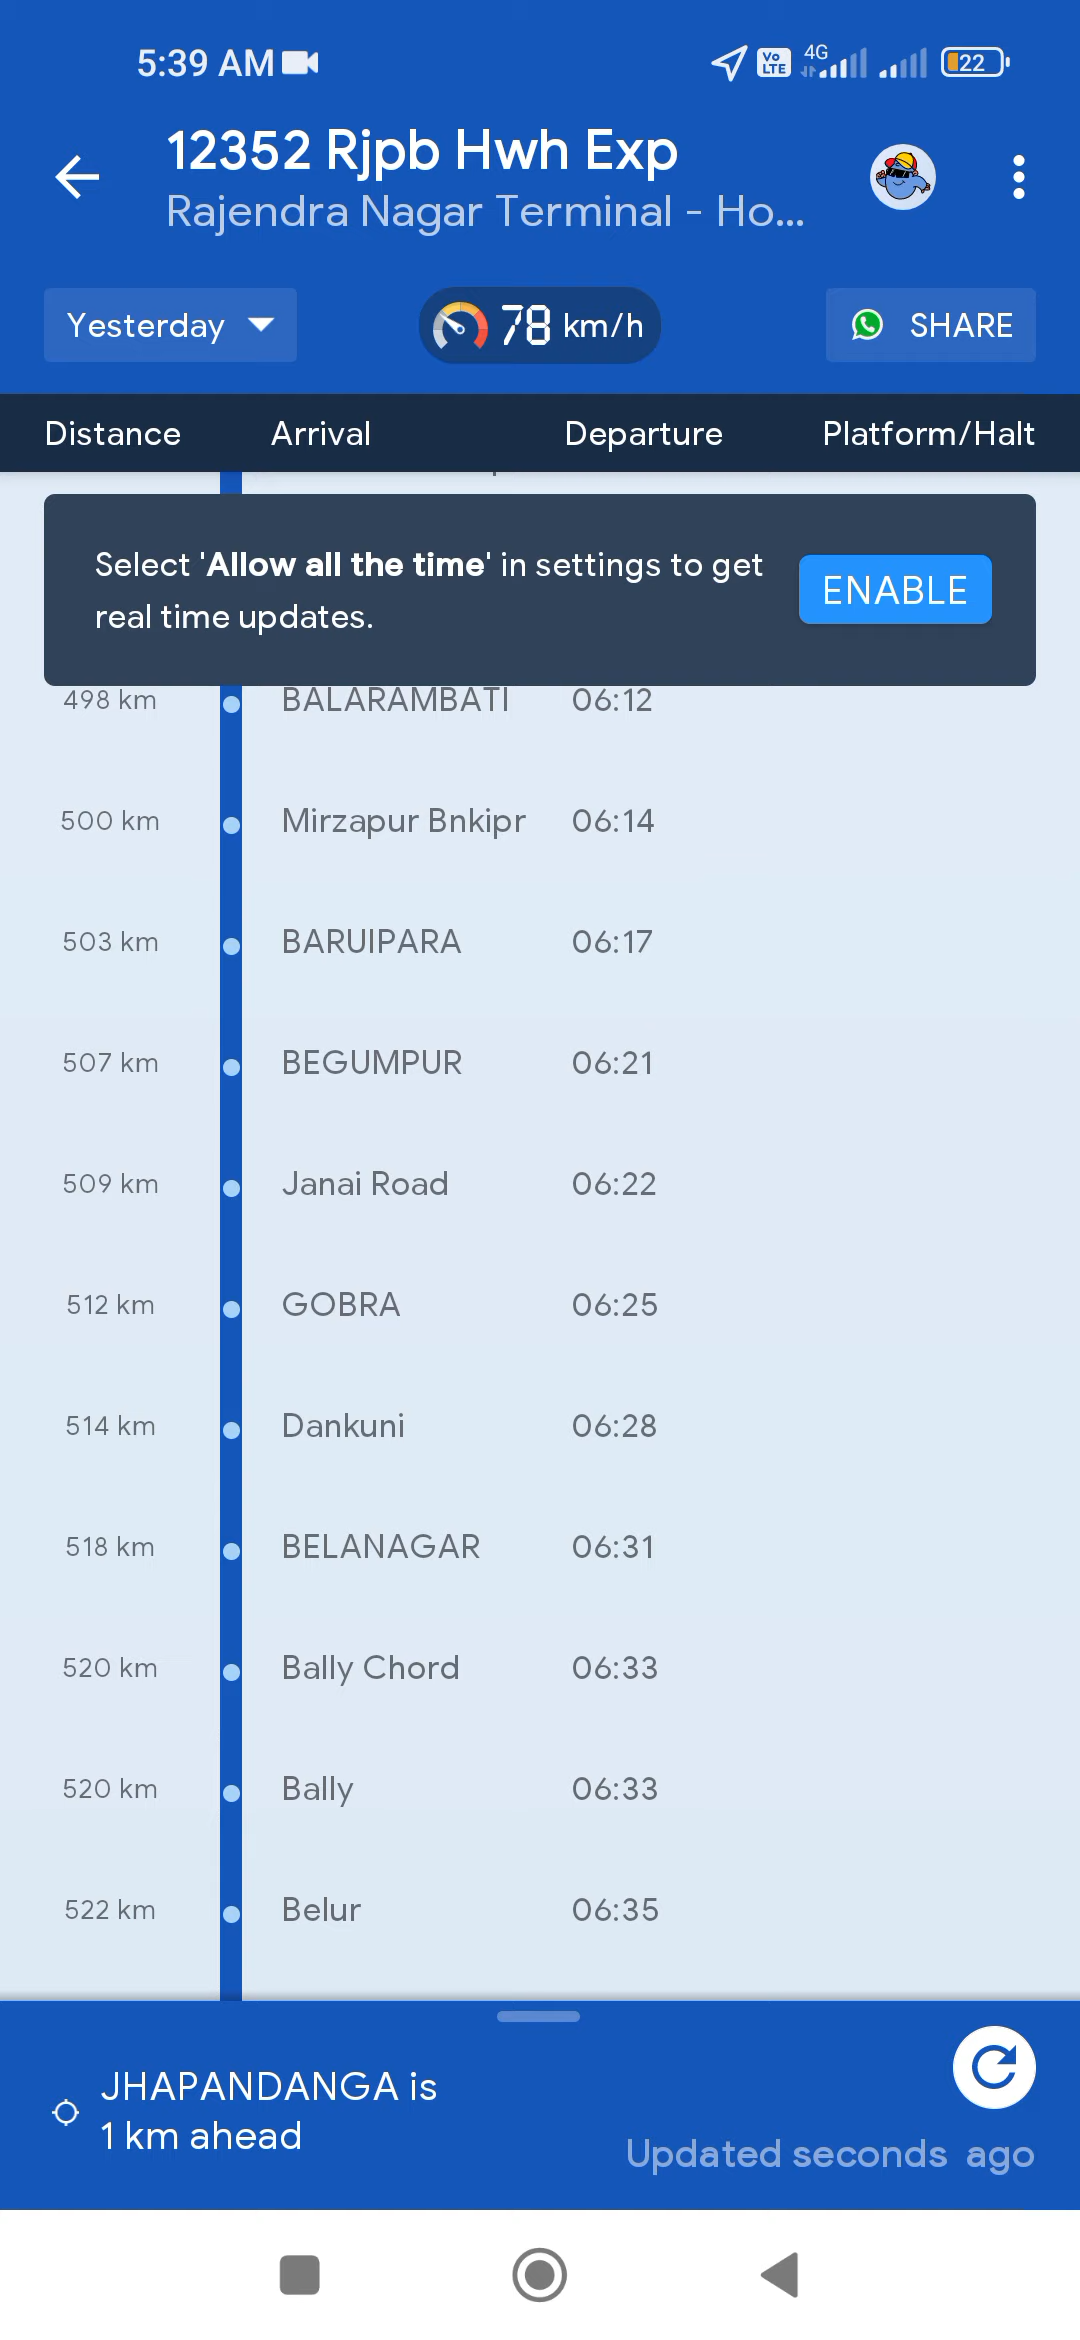 5:39 AM
Vo LTE
4G
22
12352 Rjpb Hwh Exp
Rajendra Nagar Terminal - Ho...
Yesterday
78 km/h
SHARE
Distance Arrival Departure Platform/Halt
Select 'Allow all the time' in settings to get
real time updates.
ENABLE
498 km BALARAMBATI 06:12
500 km Mirzapur Bnkipr 06:14
503 km BARUIPARA 06:17
507 km BEGUMPUR 06:21
509 km Janai Road 06:22
512 km GOBRA 06:25
514 km Dankuni 06:28
518 km BELANAGAR 06:31
520 km Bally Chord 06:33
520 km Bally 06:33
522 km Belur 06:35
JHAPANDANGA is
1 km ahead
Updated seconds ago